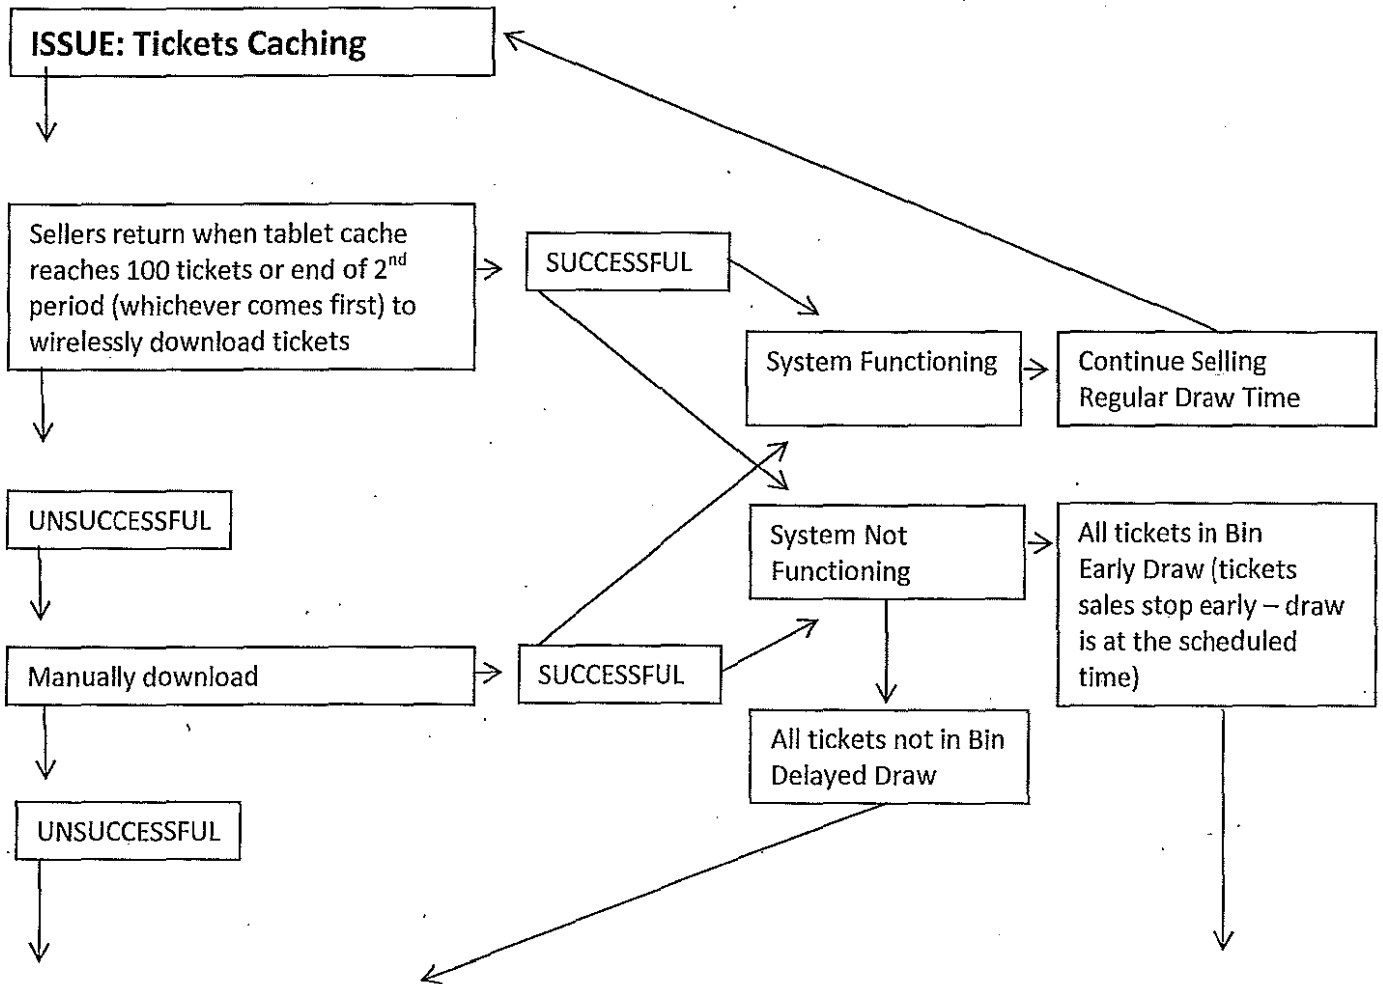 ISSUE: Tickets Caching
Sellers return when tablet cache
reaches 100 tickets or end of 2nd
period (whichever comes first) to
wirelessly download tickets
SUCCESSFUL
System Functioning
Continue Selling
Regular Draw Time
UNSUCCESSFUL
System Not
Functioning
All tickets in Bin
Early Draw (tickets
sales stop early – draw
is at the scheduled
time)
Manually download
SUCCESSFUL
All tickets not in Bin
Delayed Draw
UNSUCCESSFUL